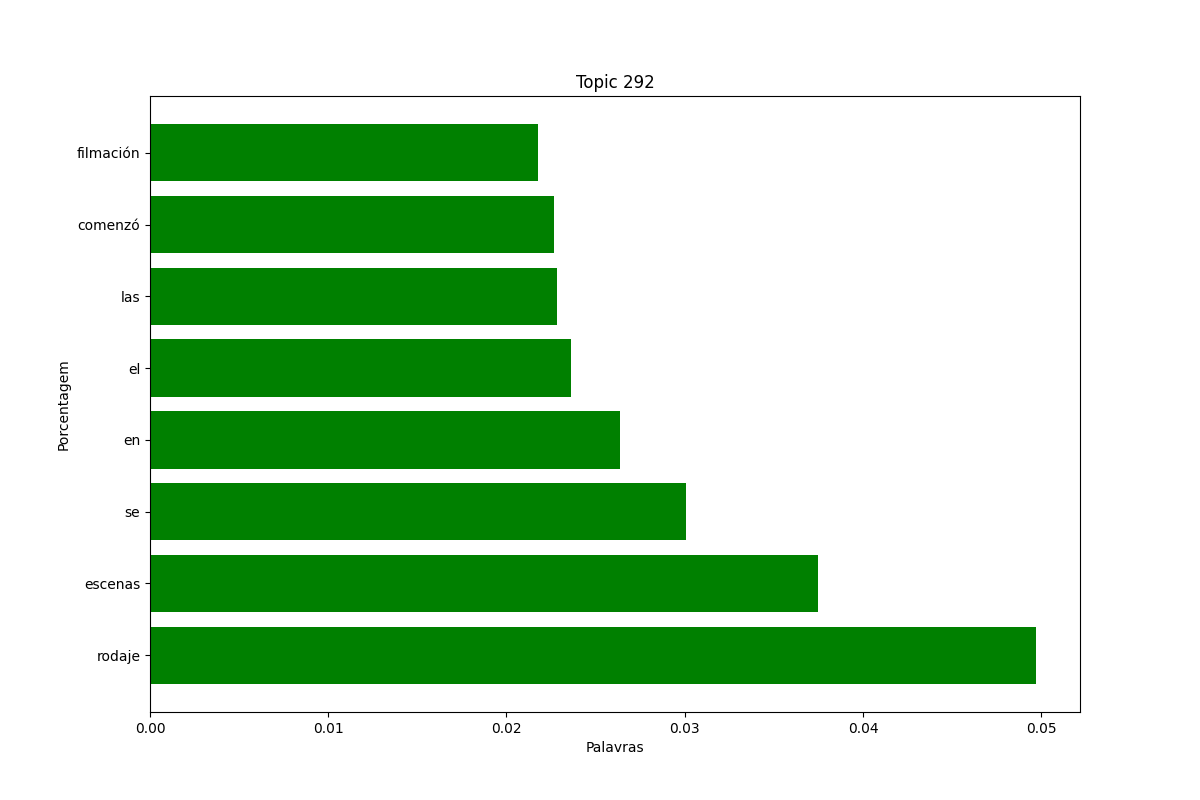 Topic 292
filmación
comenzó
las
el
en
se
escenas
rodaje
Porcentagem
0.00 0.01 0.02 0.03 0.04 0.05
Palavras